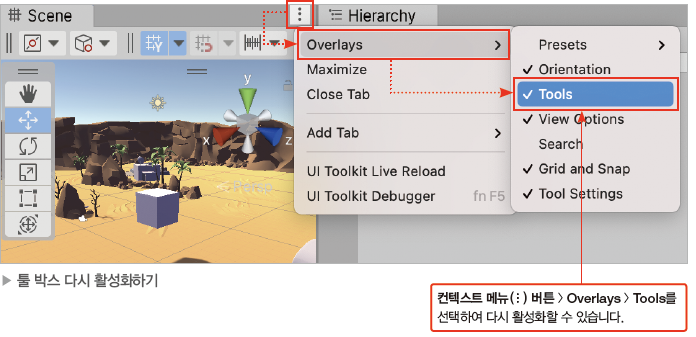 Scene
Hierarchy
Overlays
Maximize
Close Tab
Add Tab
UI Toolkit Live Reload
UI Toolkit Debugger fn F5
Presets
Orientation
Tools
View Options
Search
Grid and Snap
Tool Settings
y
x
z
Persp
▶ 툴 박스 다시 활성화하기
컨텍스트 메뉴(⋮) 버튼 > Overlays > Tools를
선택하여 다시 활성화할 수 있습니다.